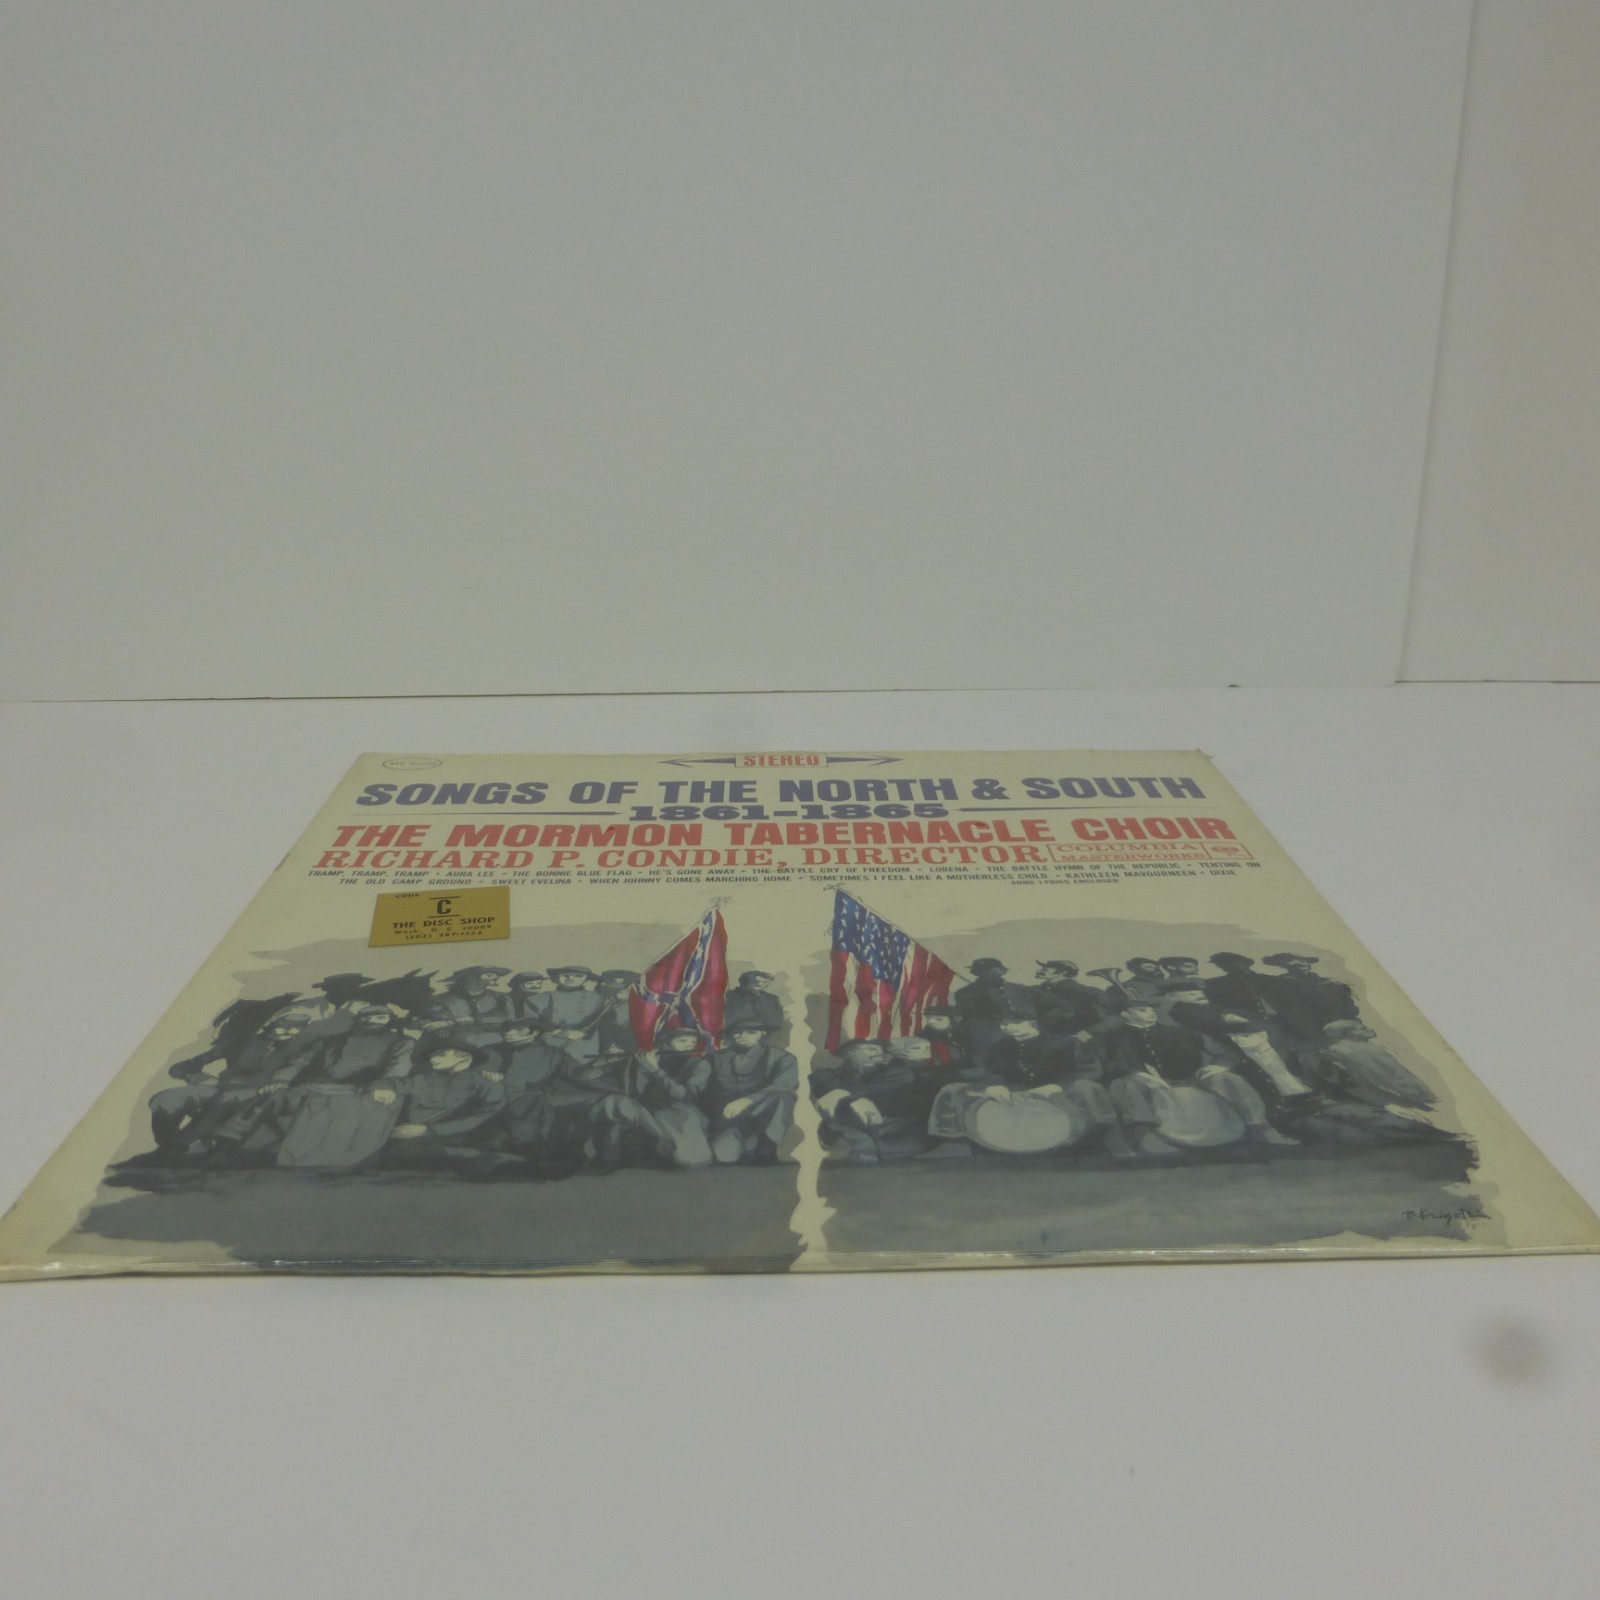 STEREO
SONGS OF THE NORTH & SOUTH
1861-1865
THE MORMON TABERNACLE CHOIR
RICHARD P. CONDIE, DIRECTOR COLUMBIA MASTERWORKS
TRAMP, TRAMP, TRAMP • AURA LEE • THE BONNIE BLUE FLAG • HE'S GONE AWAY • THE BATTLE CRY OF FREEDOM • LORENA • THE BATTLE HYMN OF THE REPUBLIC • TENTING ON
THE OLD CAMP GROUND • SWEET EVELINA • WHEN JOHNNY COMES MARCHING HOME • SOMETIMES I FEEL LIKE A MOTHERLESS CHILD • KATHLEEN MAVOURNEEN • DIXIE
SONG LYRICS ENCLOSED
CODE
C
THE DISC SHOP
Wash., D. C. 20009